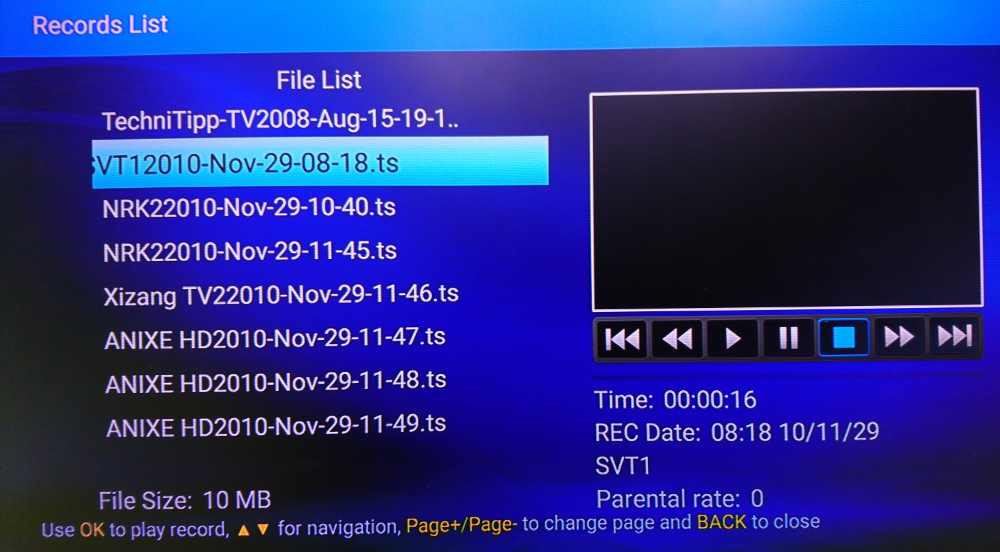 Records List
File List
TechniTipp-TV2008-Aug-15-19-1..
SVT12010-Nov-29-08-18.ts
NRK22010-Nov-29-10-40.ts
NRK22010-Nov-29-11-45.ts
Xizang TV22010-Nov-29-11-46.ts
ANIXE HD2010-Nov-29-11-47.ts
ANIXE HD2010-Nov-29-11-48.ts
ANIXE HD2010-Nov-29-11-49.ts
File Size: 10 MB
Time: 00:00:16
REC Date: 08:18 10/11/29
SVT1
Parental rate: 0
Use OK to play record, ▲ ▼ for navigation, Page+/Page- to change page and BACK to close